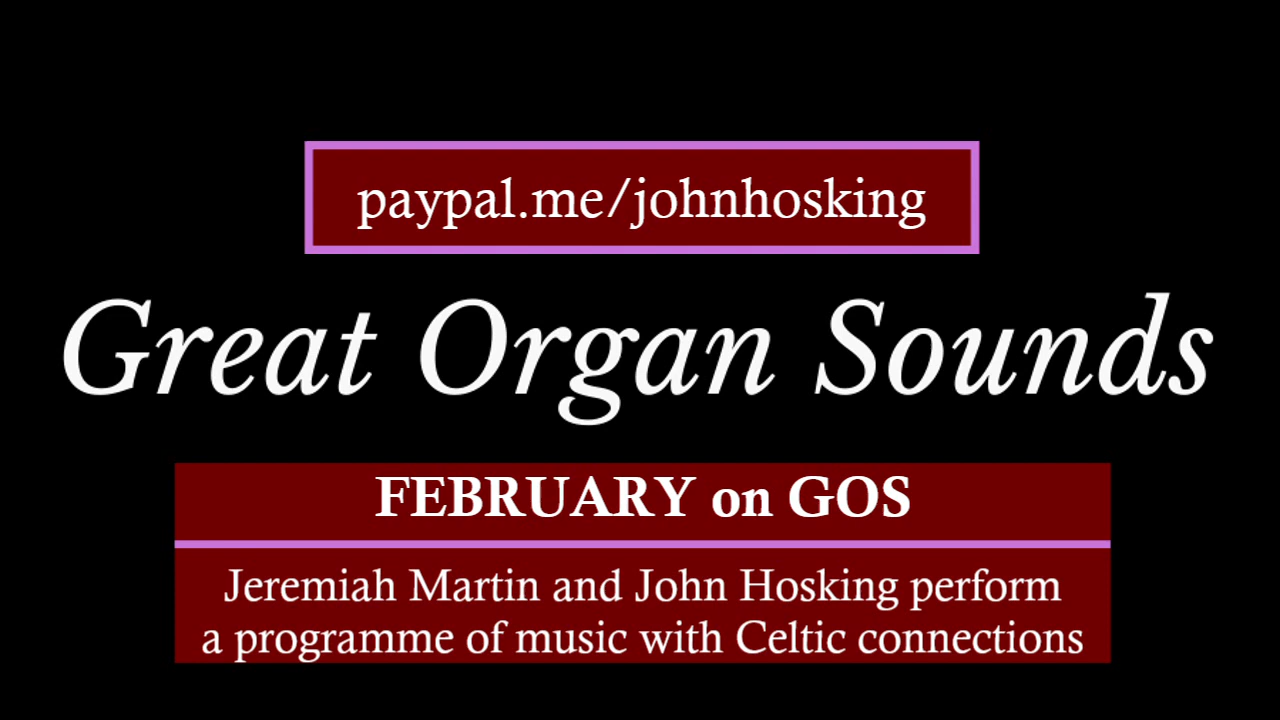 paypal.me/johnhosking
Great Organ Sounds
FEBRUARY on GOS
Jeremiah Martin and John Hosking perform
a programme of music with Celtic connections